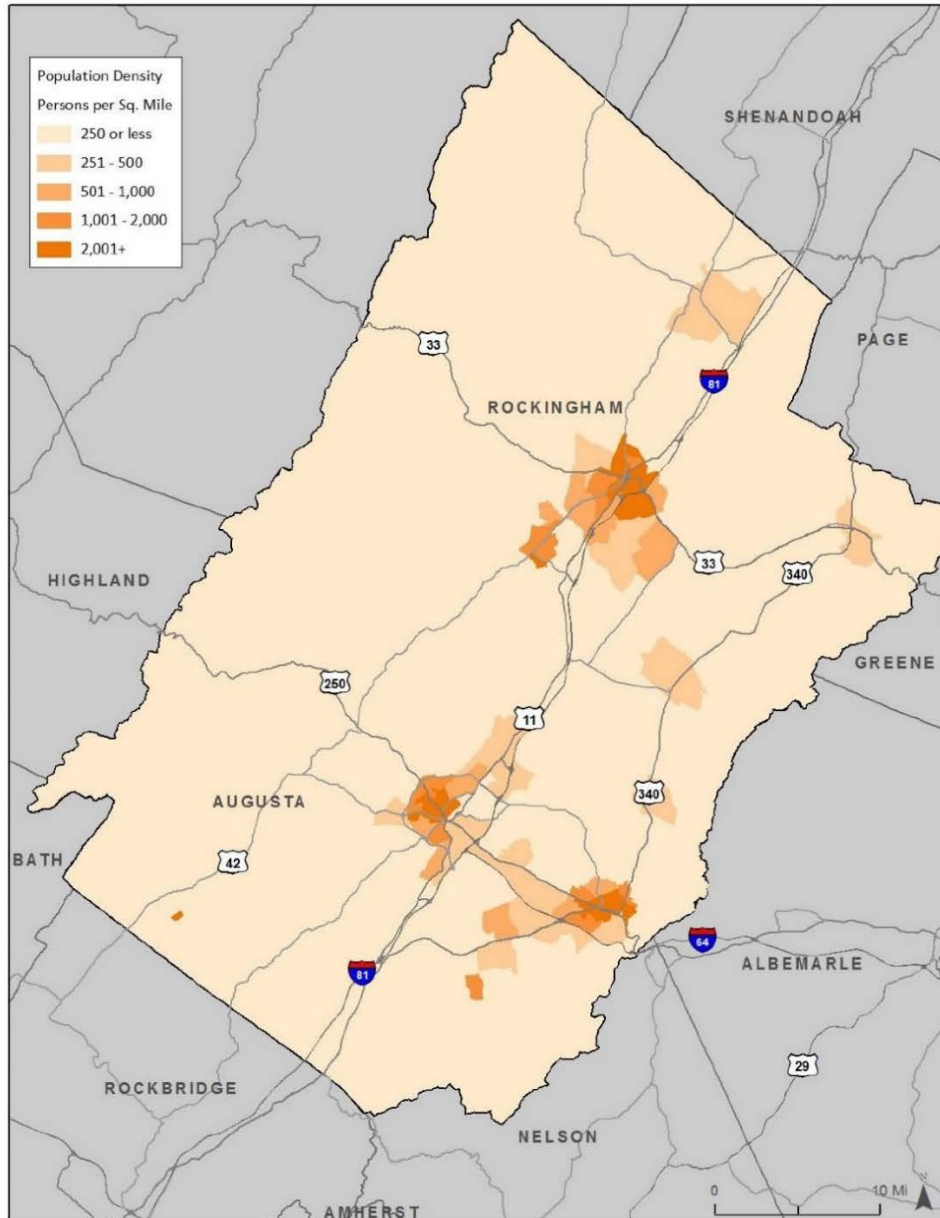 Population Density
Persons per Sq. Mile
250 or less
251 - 500
501 - 1,000
1,001 - 2,000
2,001+
SHENANDOAH
PAGE
33
81
ROCKINGHAM
HIGHLAND
33
340
GREENE
250
11
AUGUSTA
340
BATH
42
64
81
ALBEMARLE
29
ROCKBRIDGE
NELSON
0
10 Mi
N
AMHERST